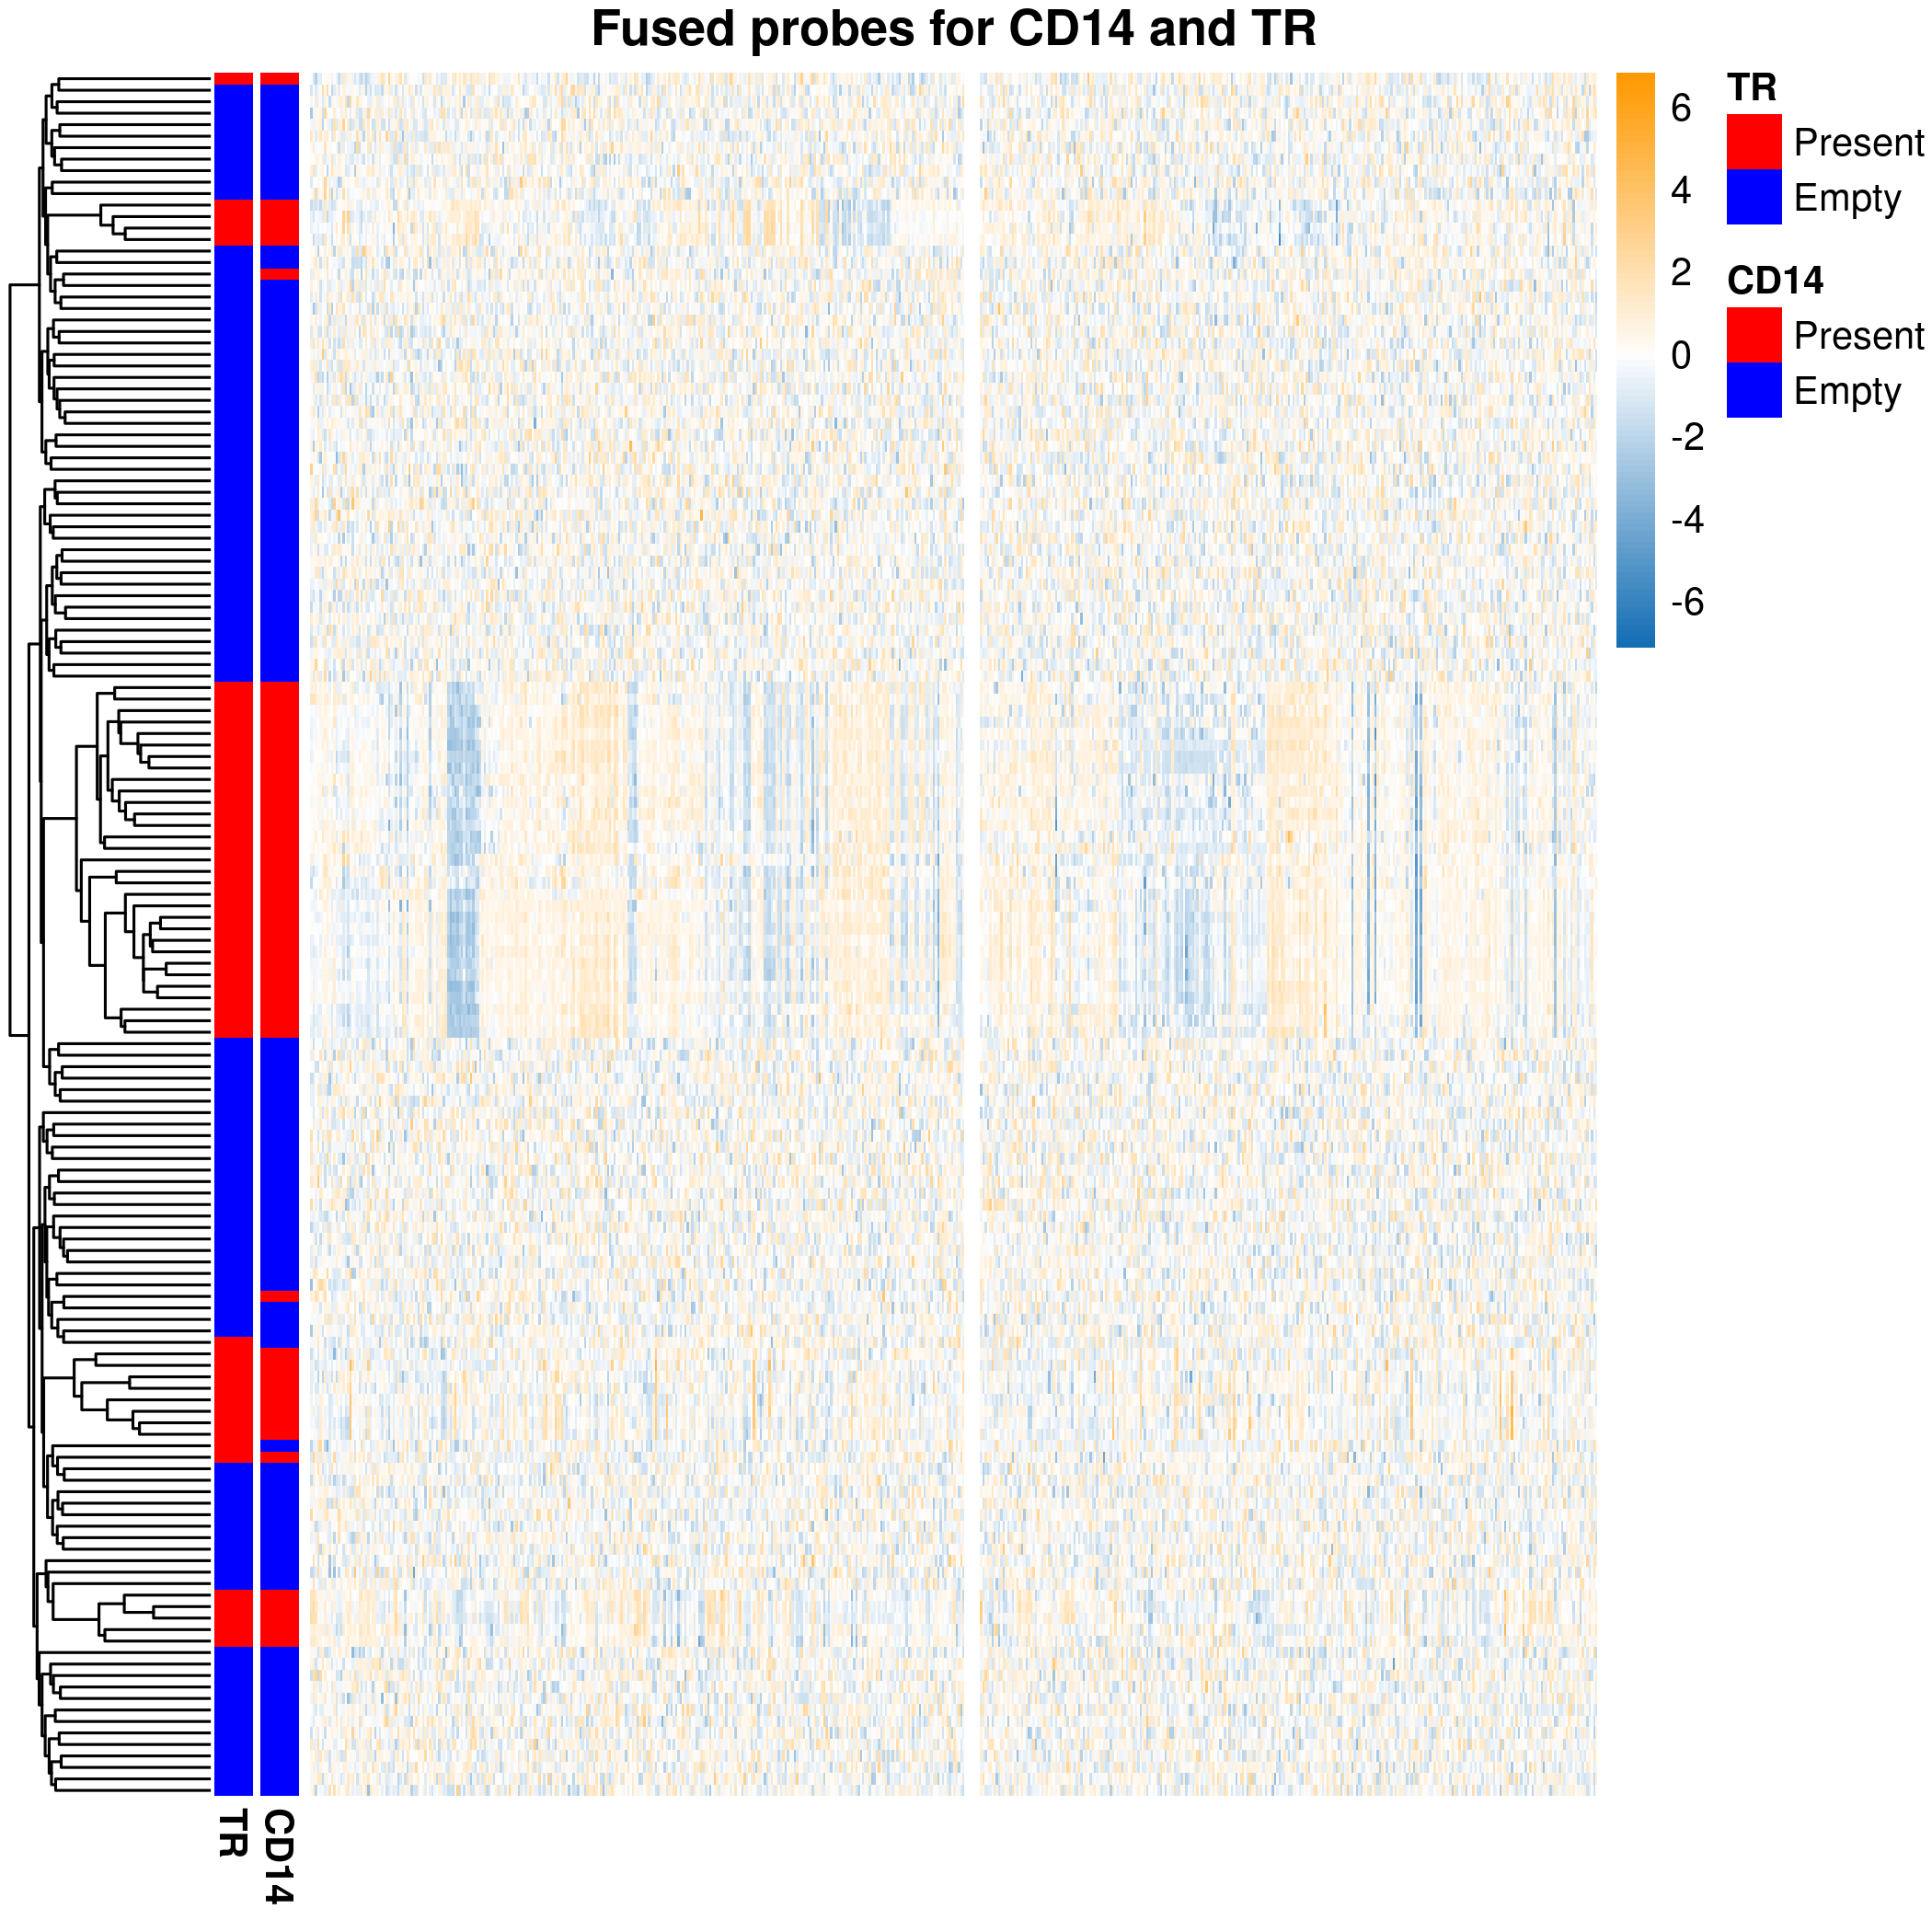 Fused probes for CD14 and TR
6
4
2
0
-2
-4
-6
TR
Present
Empty
CD14
Present
Empty
TR
CD14